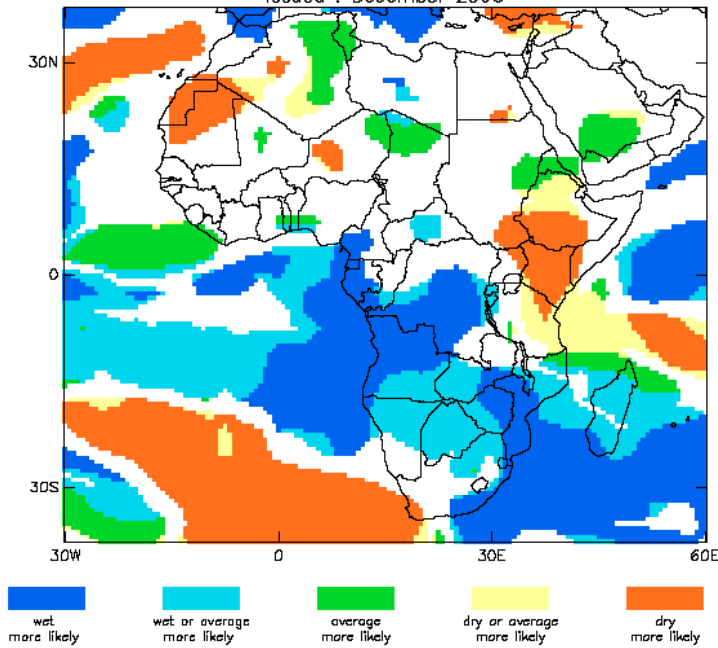 30N
0
30S
30W 0 30E 60E
wet wet or average average dry or average dry
more likely more likely more likely more likely more likely